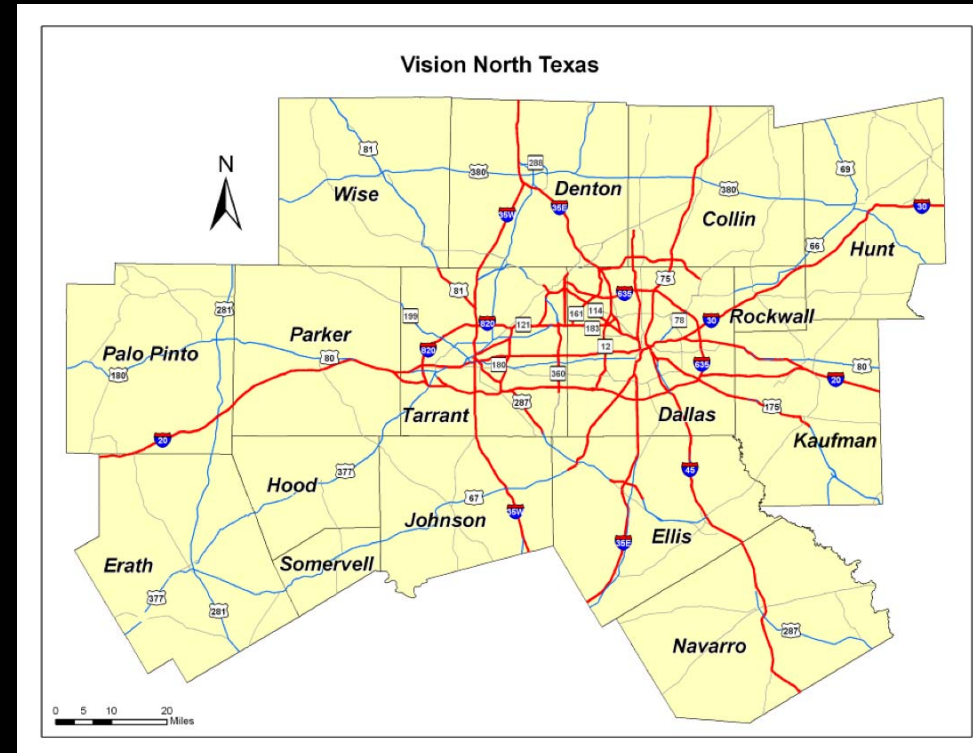 Vision North Texas
N
81
288
380
69
Wise
Denton
380
35W
35E
Collin
30
66
Hunt
75
81
635
281
199
820
121
161
114
78
30
Rockwall
Parker
183
Palo Pinto
80
820
12
180
180
360
635
80
20
287
175
Tarrant
Dallas
20
Kaufman
377
45
Hood
67
35W
Johnson
Ellis
35E
Erath
Somervell
377
281
287
Navarro
0 5 10 20
Miles